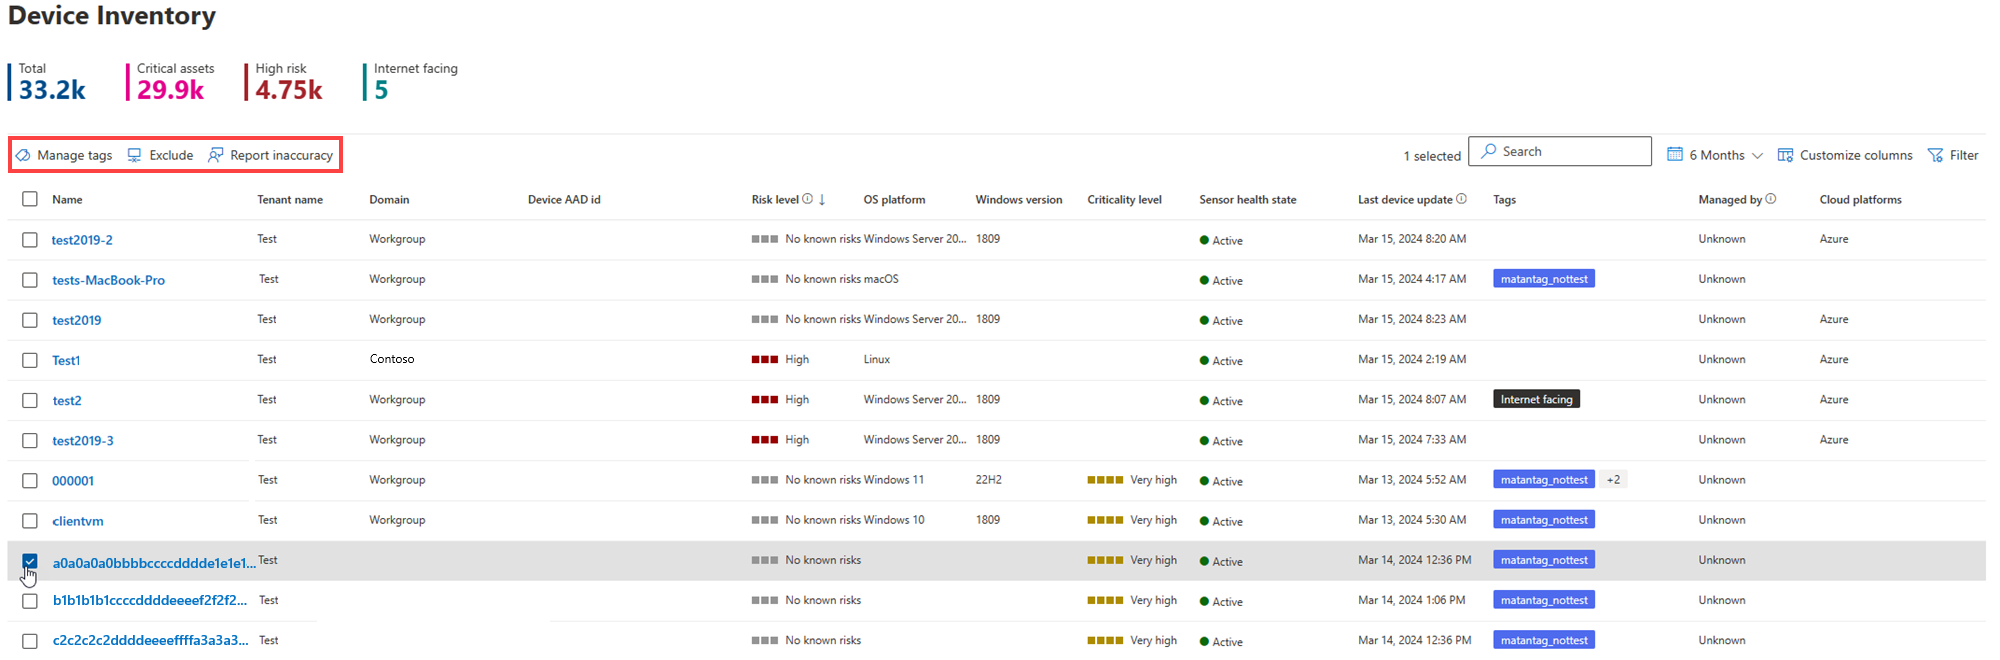 Device Inventory
Total Critical assets High risk Internet facing
33.2k 29.9k 4.75k 5
Manage tags Exclude Report inaccuracy 1 selected Search 6 Months Customize columns Filter
Name Tenant name Domain Device AAD id Risk level OS platform Windows version Criticality level Sensor health state Last device update Tags Managed by Cloud platforms
test2019-2 Test Workgroup No known risks Windows Server 20... 1809 Active Mar 15, 2024 8:20 AM Unknown Azure
tests-MacBook-Pro Test Workgroup No known risks macOS Active Mar 15, 2024 4:17 AM matantag_nottest Unknown
test2019 Test Workgroup No known risks Windows Server 20... 1809 Active Mar 15, 2024 8:23 AM Unknown Azure
Test1 Test Contoso High Linux Active Mar 15, 2024 2:19 AM Unknown Azure
test2 Test Workgroup High Windows Server 20... 1809 Active Mar 15, 2024 8:07 AM Internet facing Unknown Azure
test2019-3 Test Workgroup High Windows Server 20... 1809 Active Mar 15, 2024 7:33 AM Unknown Azure
000001 Test Workgroup No known risks Windows 11 22H2 Very high Active Mar 13, 2024 5:52 AM matantag_nottest +2 Unknown
clientvm Test Workgroup No known risks Windows 10 1809 Very high Active Mar 13, 2024 5:30 AM matantag_nottest Unknown
a0a0a0a0bbbbccccdddde1e1e1... Test No known risks Very high Active Mar 14, 2024 12:36 PM matantag_nottest Unknown
b1b1b1b1ccccddddeeeef2f2f2... Test No known risks Very high Active Mar 14, 2024 1:06 PM matantag_nottest Unknown
c2c2c2c2ddddeeeeffffa3a3a3... Test No known risks Very high Active Mar 14, 2024 12:36 PM matantag_nottest Unknown